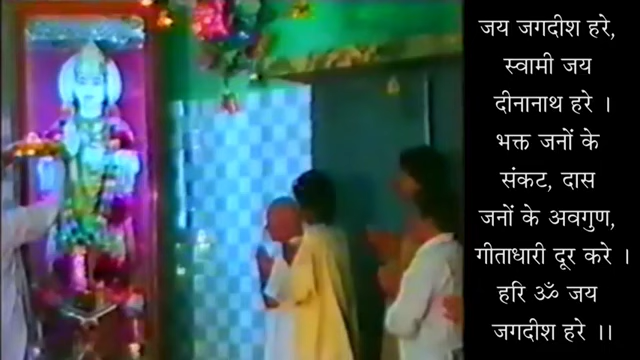 जय जगदीश हरे,
स्वामी जय
दीनानाथ हरे ।
भक्त जनों के
संकट, दास
जनों के अवगुण,
गीताधारी दूर करे ।
हरि ॐ जय
जगदीश हरे ।।